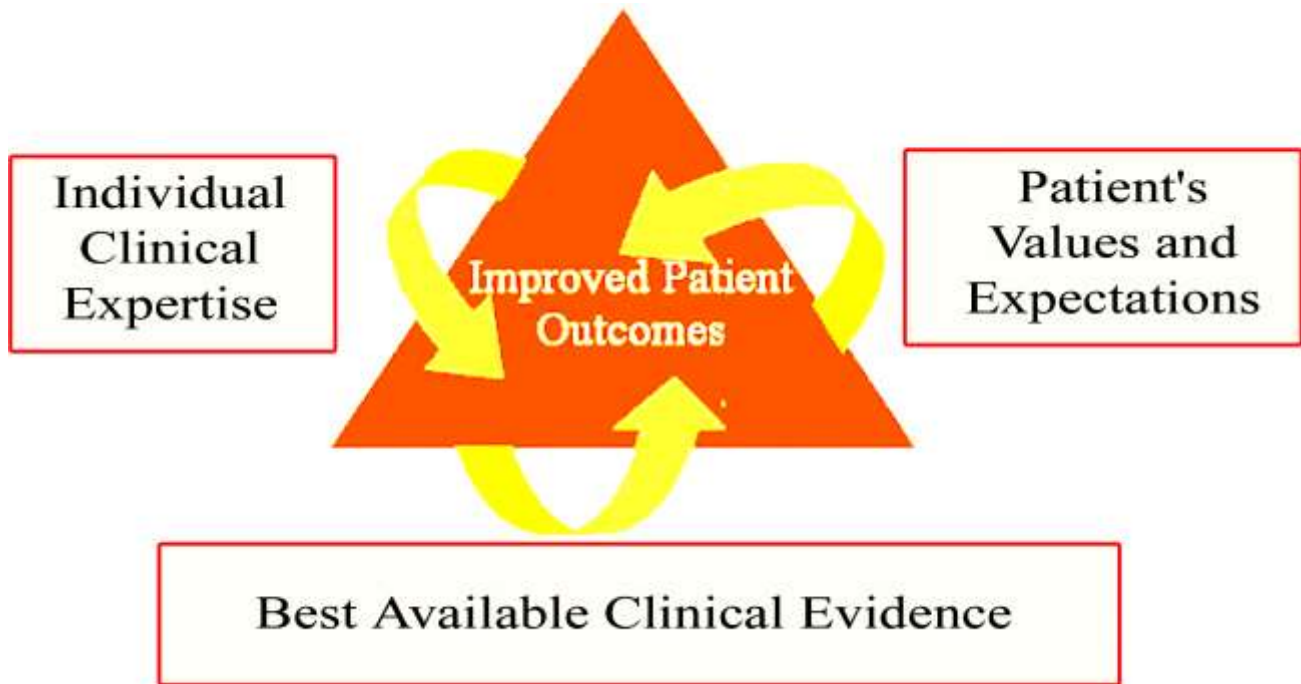 Individual
Clinical
Expertise
Patient's
Values and
Expectations
Improved Patient
Outcomes
Best Available Clinical Evidence